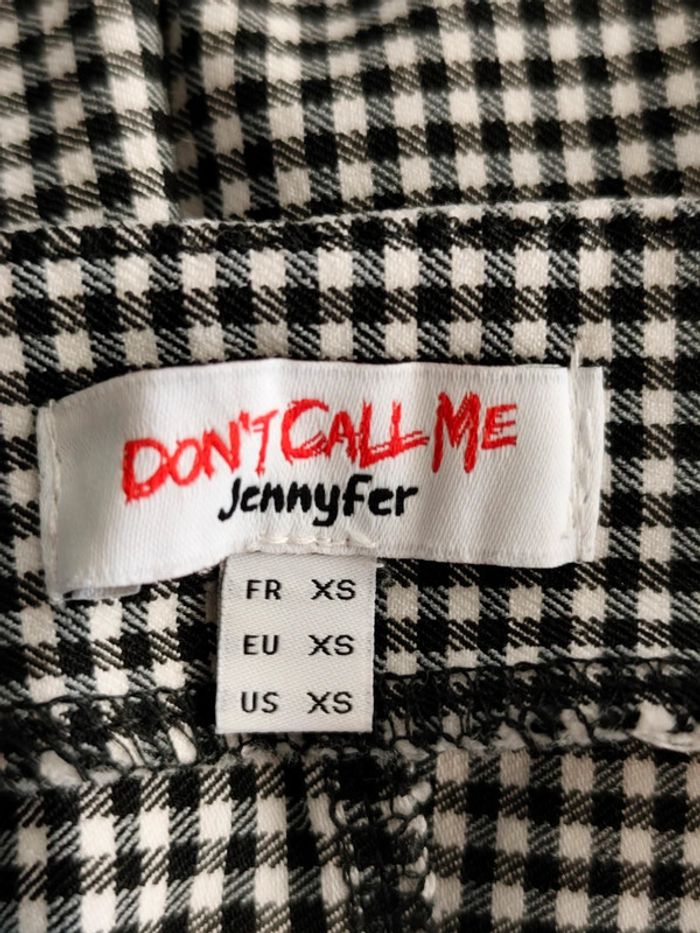 DON'T CALL ME
Jennyfer
FR XS
EU XS
US XS